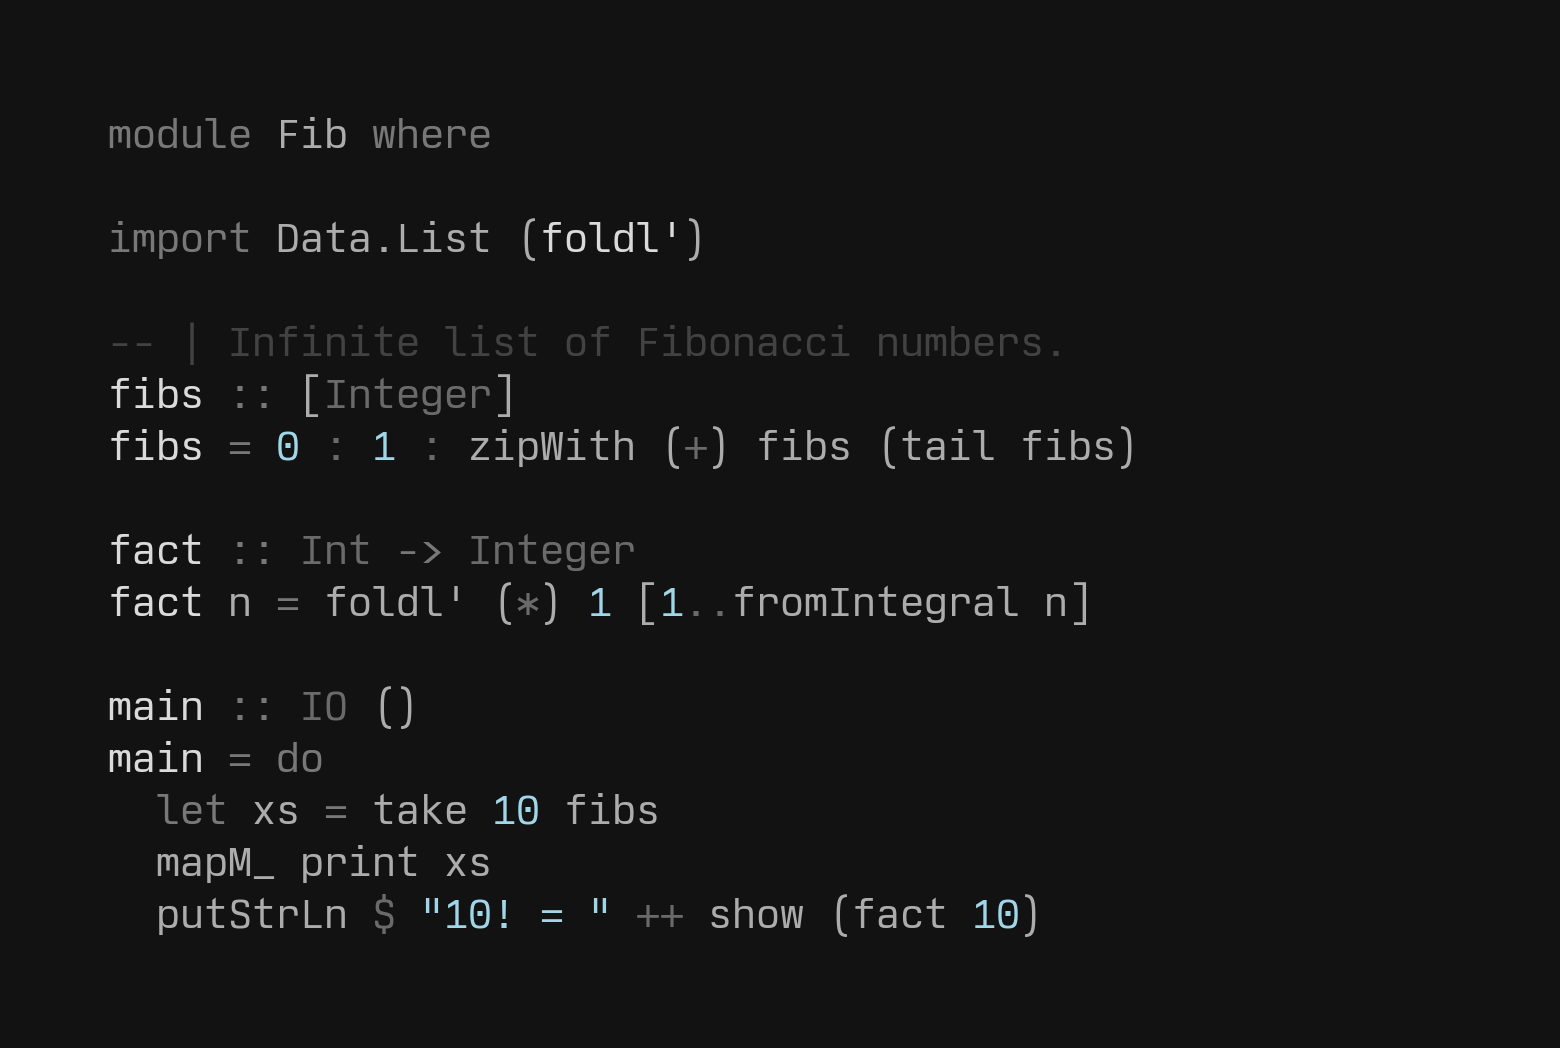 module Fib where

import Data.List (foldl')

-- | Infinite list of Fibonacci numbers.
fibs :: [Integer]
fibs = 0 : 1 : zipWith (+) fibs (tail fibs)

fact :: Int -> Integer
fact n = foldl' (*) 1 [1..fromIntegral n]

main :: IO ()
main = do
  let xs = take 10 fibs
  mapM_ print xs
  putStrLn $ "10! = " ++ show (fact 10)